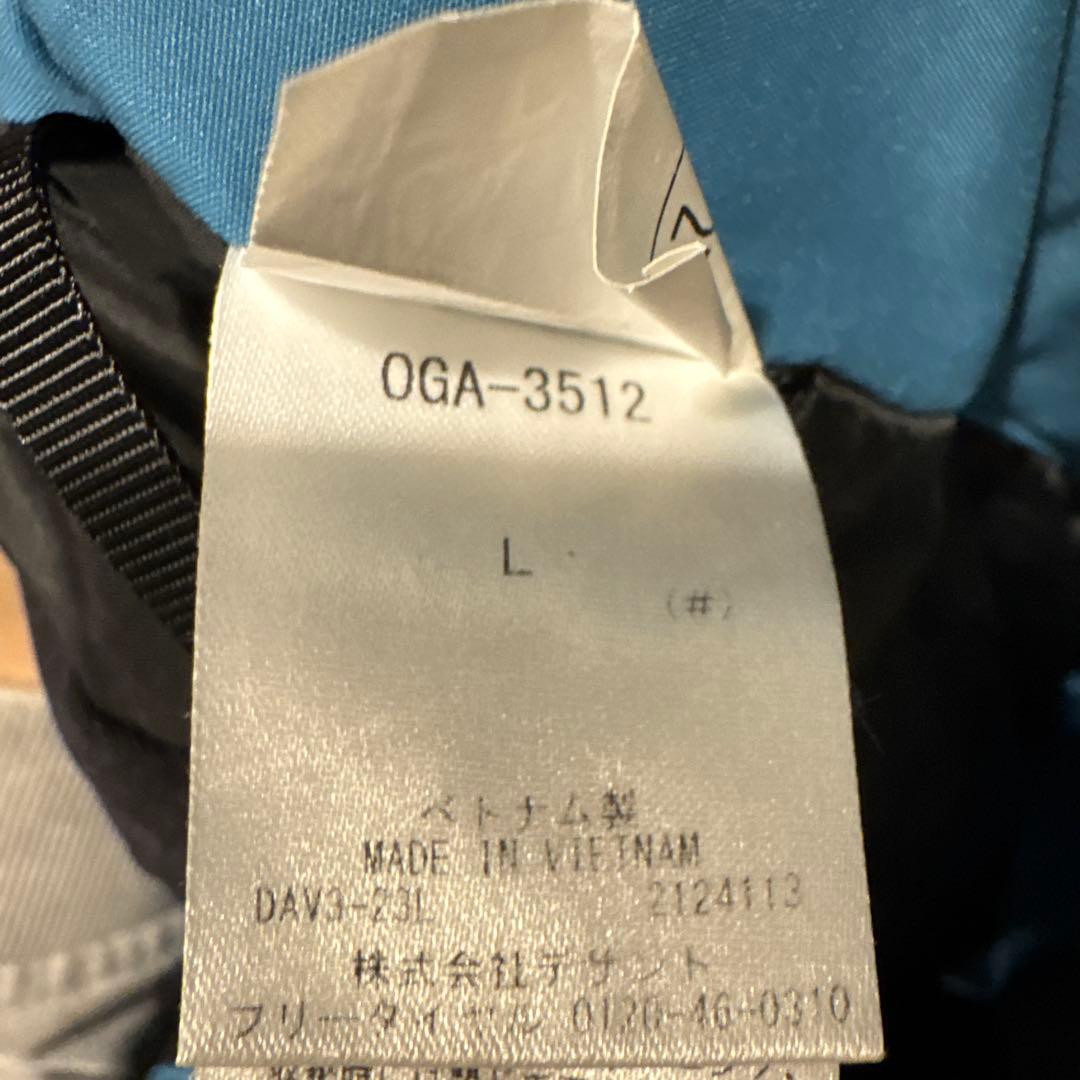 OGA-3512
L
(#)
ベトナム製
MADE IN VIETNAM
DAV3-23L 2124113
株式会社デサント
フリーダイヤル 0120-46-0310